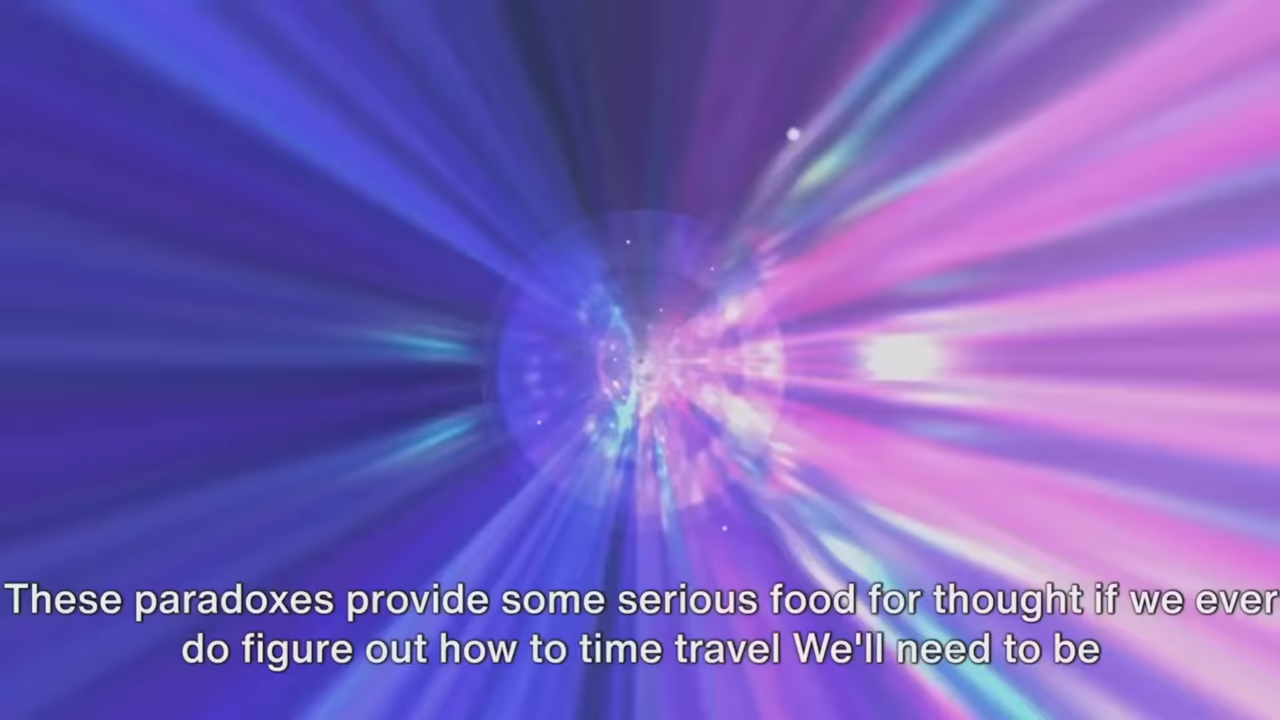 These paradoxes provide some serious food for thought if we ever
do figure out how to time travel We'll need to be